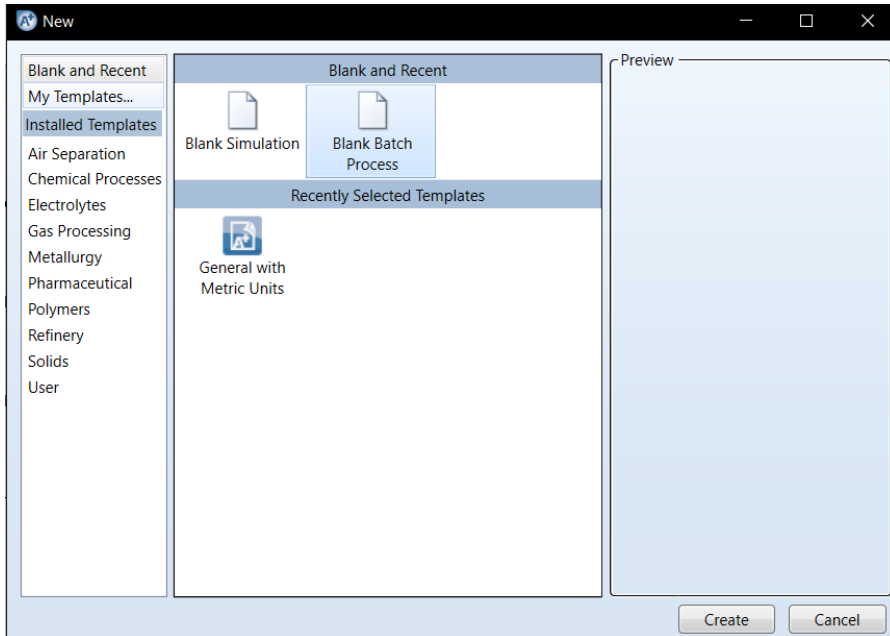 New
Blank and Recent
My Templates...
Installed Templates
Air Separation
Chemical Processes
Electrolytes
Gas Processing
Metallurgy
Pharmaceutical
Polymers
Refinery
Solids
User
Blank and Recent
Blank Simulation
Blank Batch
Process
Recently Selected Templates
General with
Metric Units
Preview
Create
Cancel